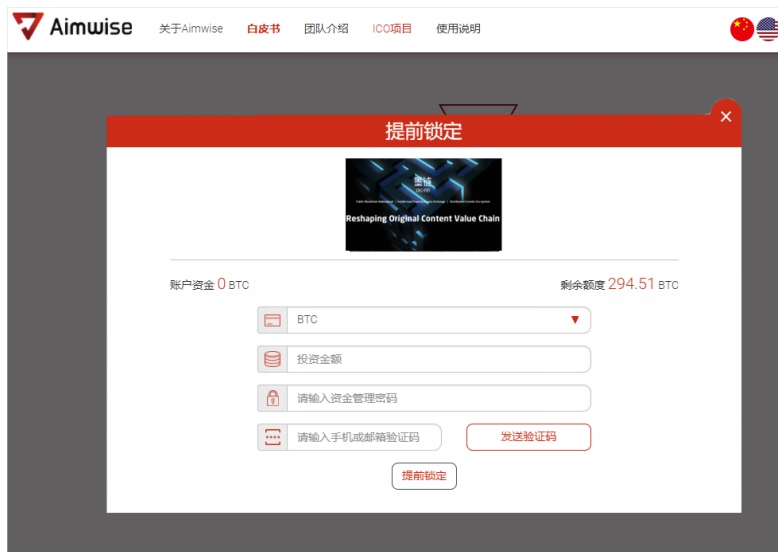 Aimwise 关于Aimwise 白皮书 团队介绍 ICO项目 使用说明
提前锁定
墨链
Reshaping Original Content Value Chain
账户资金 0 BTC 剩余额度 294.51 BTC
BTC
投资金额
请输入资金管理密码
请输入手机或邮箱验证码 发送验证码
提前锁定